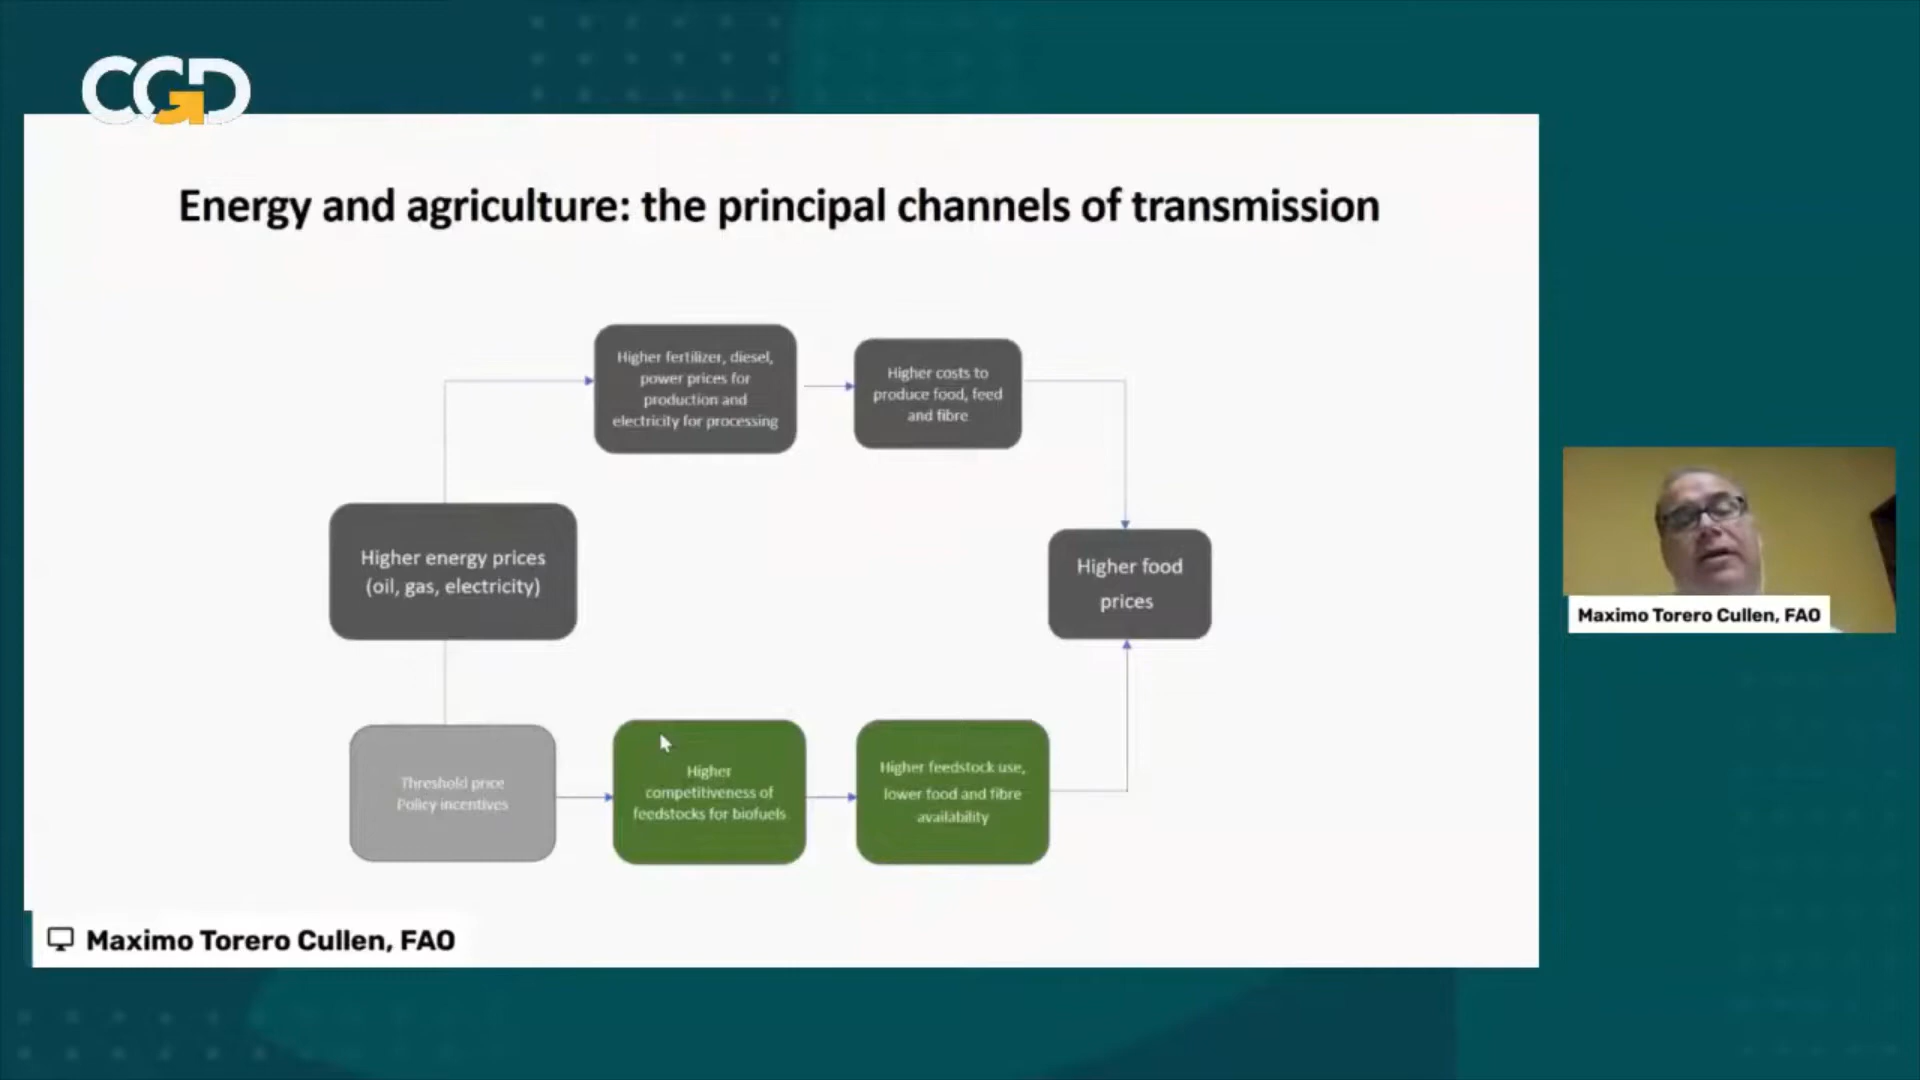 CGD
Energy and agriculture: the principal channels of transmission
Higher fertilizer, diesel,
power prices for
production and
electricity for processing
Higher costs to
produce food, feed
and fibre
Higher energy prices
(oil, gas, electricity)
Higher food
prices
Threshold price
Policy incentives
Higher
competitiveness of
feedstocks for biofuels
Higher feedstock use,
lower food and fibre
availability
Maximo Torero Cullen, FAO
Maximo Torero Cullen, FAO